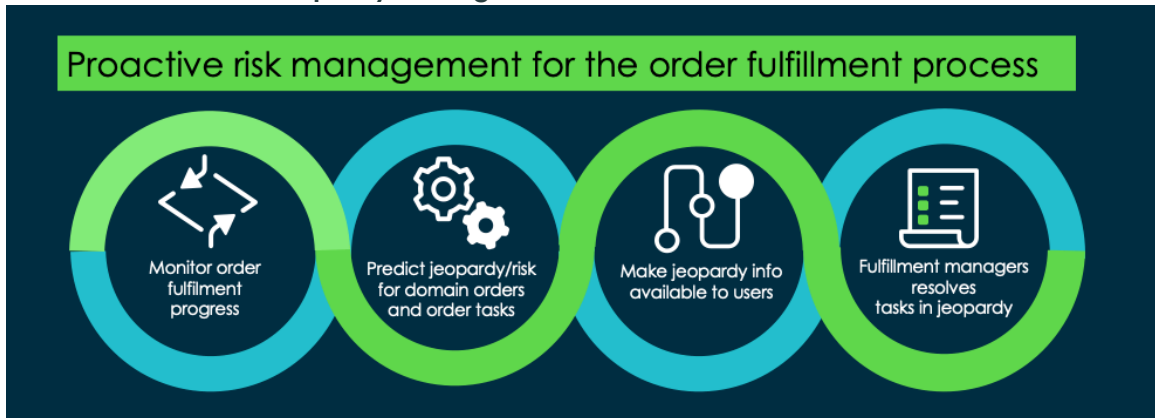 Proactive risk management for the order fulfillment process
Monitor order
fulfilment
progress
Predict jeopardy/risk
for domain orders
and order tasks
Make jeopardy info
available to users
Fulfillment managers
resolves
tasks in jeopardy